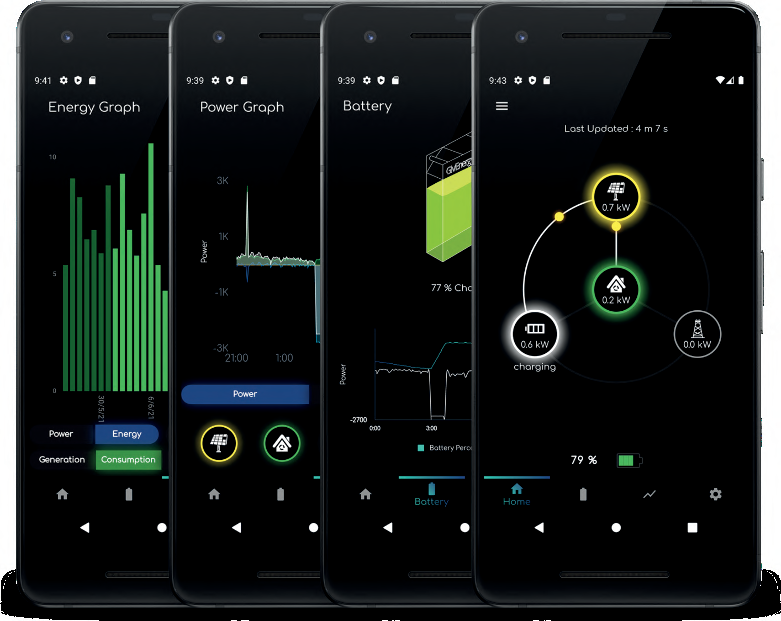 9:41
Energy Graph
10
5
0
30/5/21
6/6/21
Power
Energy
Generation
Consumption
9:39
Power Graph
3K
1K
-1K
-3K
Power
21:00
1:00
Power
9:39
Battery
GivEnergy
77 % Cha
Power
-2700
0:00
3:00
Battery Perce
Battery
9:43
Last Updated : 4 m 7 s
0.7 kW
0.2 kW
0.6 kW
charging
0.0 kW
79 %
Home